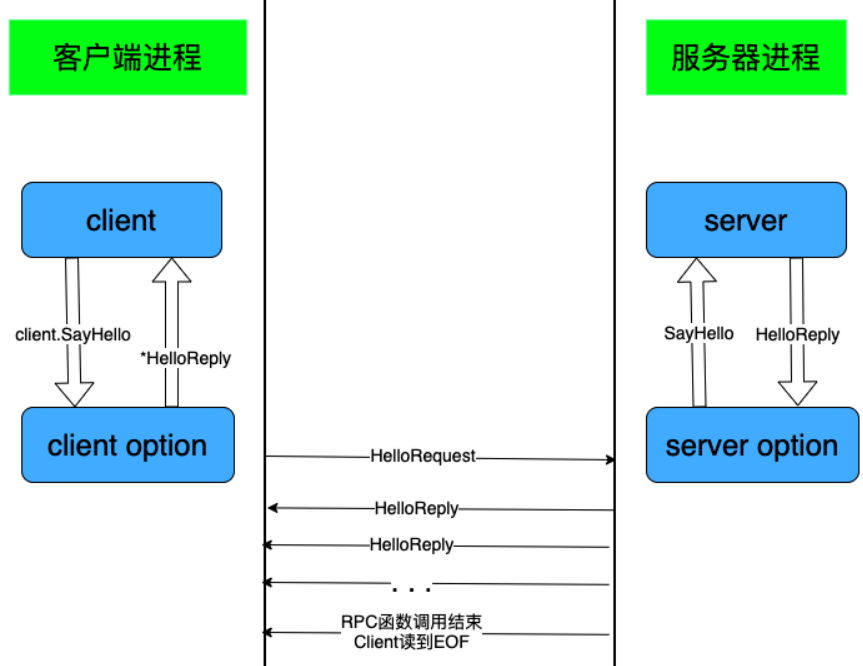 客户端进程
服务器进程
client
server
client.SayHello
*HelloReply
SayHello
HelloReply
client option
server option
HelloRequest
HelloReply
HelloReply
. . .
RPC函数调用结束
Client读到EOF